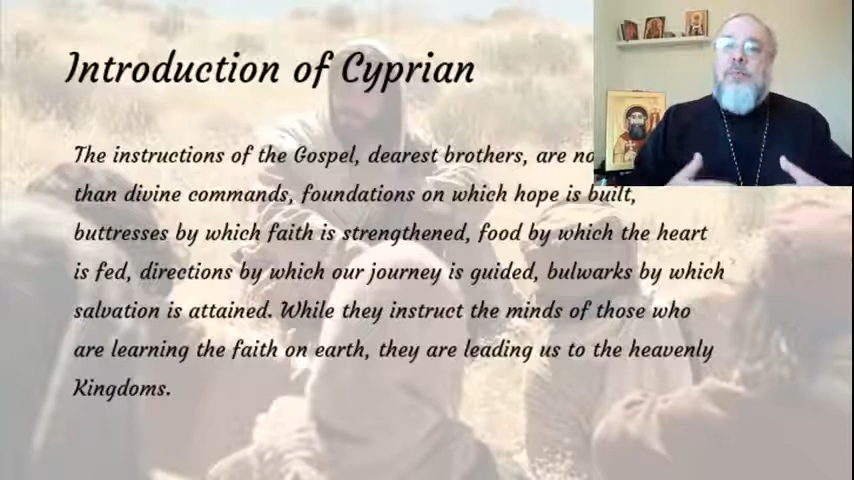 Introduction of Cyprian
The instructions of the Gospel, dearest brothers, are no
than divine commands, foundations on which hope is built,
buttresses by which faith is strengthened, food by which the heart
is fed, directions by which our journey is guided, bulwarks by which
salvation is attained. While they instruct the minds of those who
are learning the faith on earth, they are leading us to the heavenly
Kingdoms.